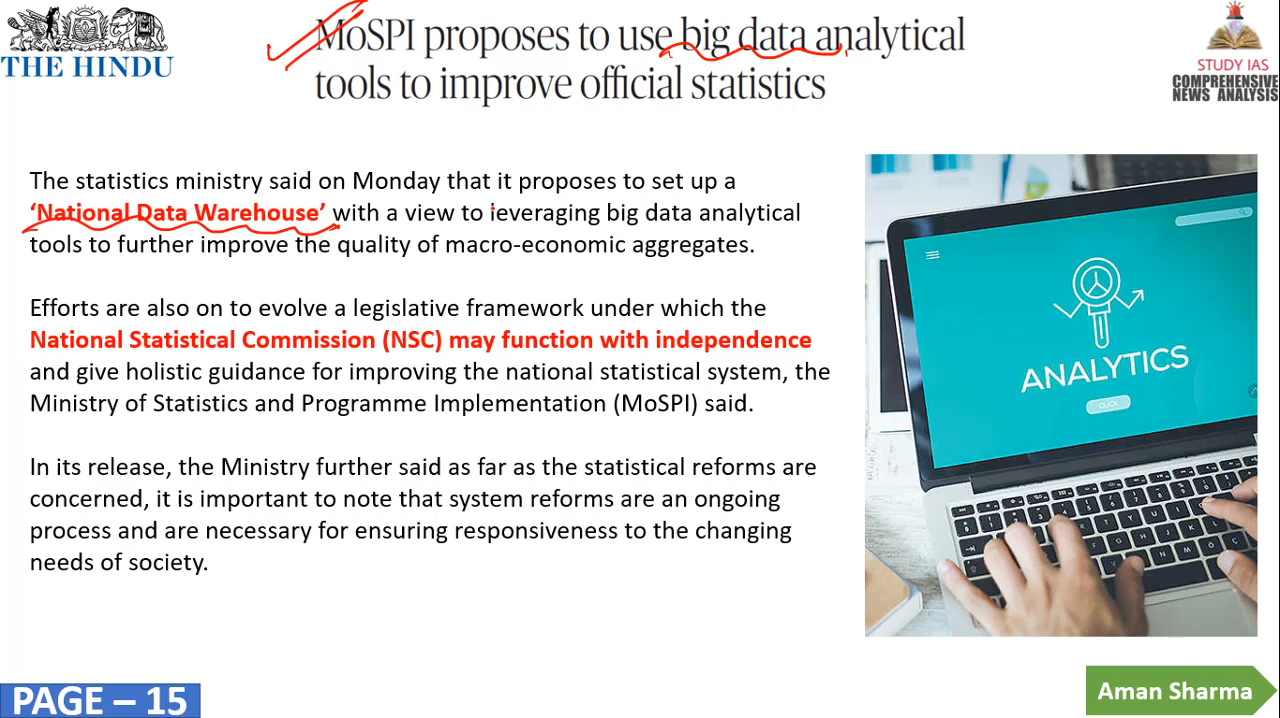 THE HINDU
MoSPI proposes to use big data analytical
tools to improve official statistics
STUDY IAS
COMPREHENSIVE
NEWS ANALYSIS
The statistics ministry said on Monday that it proposes to set up a
‘National Data Warehouse’ with a view to leveraging big data analytical
tools to further improve the quality of macro-economic aggregates.
Efforts are also on to evolve a legislative framework under which the
National Statistical Commission (NSC) may function with independence
and give holistic guidance for improving the national statistical system, the
Ministry of Statistics and Programme Implementation (MoSPI) said.
In its release, the Ministry further said as far as the statistical reforms are
concerned, it is important to note that system reforms are an ongoing
process and are necessary for ensuring responsiveness to the changing
needs of society.
ANALYTICS
CLICK
PAGE – 15
Aman Sharma